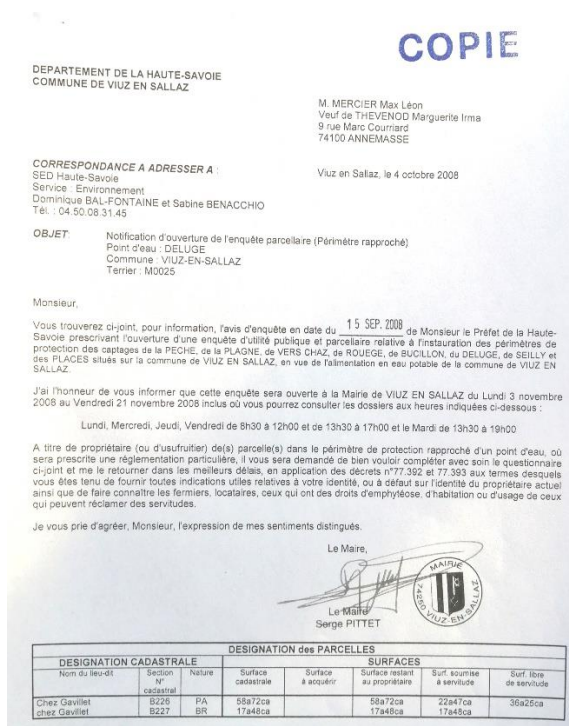 COPIE
DEPARTEMENT DE LA HAUTE-SAVOIE
COMMUNE DE VIUZ EN SALLAZ
M. MERCIER Max Léon
Veuf de THEVENOD Marguerite Irma
9 rue Marc Courriard
74100 ANNEMASSE
CORRESPONDANCE A ADRESSER A :
SED Haute-Savoie
Service : Environnement
Dominique BAL-FONTAINE et Sabine BENACCHIO
Tél. : 04.50.08.31.45
Viuz en Sallaz, le 4 octobre 2008
OBJET: Notification d'ouverture de l'enquête parcellaire (Périmètre rapproché)
Point d'eau : DELUGE
Commune : VIUZ-EN-SALLAZ
Terrier : M0025
Monsieur,
Vous trouverez ci-joint, pour information, l'avis d'enquête en date du 15 SEP. 2008 de Monsieur le Préfet de la Haute-
Savoie prescrivant l'ouverture d'une enquête d'utilité publique et parcellaire relative à l'instauration des périmètres de
protection des captages de la PECHE, de la PLAGNE, de VERS CHAZ, de ROUEGE, de BUCILLON, du DELUGE, de SEILLY et
des PLACES situés sur la commune de VIUZ EN SALLAZ, en vue de l'alimentation en eau potable de la commune de VIUZ EN
SALLAZ.
J'ai l'honneur de vous informer que cette enquête sera ouverte à la Mairie de VIUZ EN SALLAZ du Lundi 3 novembre
2008 au Vendredi 21 novembre 2008 inclus où vous pourrez consulter les dossiers aux heures indiquées ci-dessous :
Lundi, Mercredi, Jeudi, Vendredi de 8h30 à 12h00 et de 13h30 à 17h00 et le Mardi de 13h30 à 19h00
A titre de propriétaire (ou d'usufruitier) de(s) parcelle(s) dans le périmètre de protection rapproché d'un point d'eau, où
sera prescrite une réglementation particulière, il vous sera demandé de bien vouloir compléter avec soin le questionnaire
ci-joint et me le retourner dans les meilleurs délais, en application des décrets n°77.392 et 77.393 aux termes desquels
vous êtes tenu de fournir toutes indications utiles relatives à votre identité, ou à défaut sur l'identité du propriétaire actuel
ainsi que de faire connaître les fermiers, locataires, ceux qui ont des droits d'emphytéose, d'habitation ou d'usage de ceux
qui peuvent réclamer des servitudes.
Je vous prie d'agréer, Monsieur, l'expression de mes sentiments distingués.
Le Maire,
MAIRIE
74250 VIUZ-EN-SALLAZ
Le Maire
Serge PITTET
DESIGNATION des PARCELLES
DESIGNATION CADASTRALE SURFACES
Nom du lieu-dit Section N° cadastral Nature Surface cadastrale Surface à acquérir Surface restant au propriétaire Surf. soumise à servitude Surf. libre de servitude
Chez Gavillet B226 PA 58a72ca 58a72ca 22a47ca 36a25ca
chez Gavillet B227 BR 17a48ca 17a48ca 17a48ca